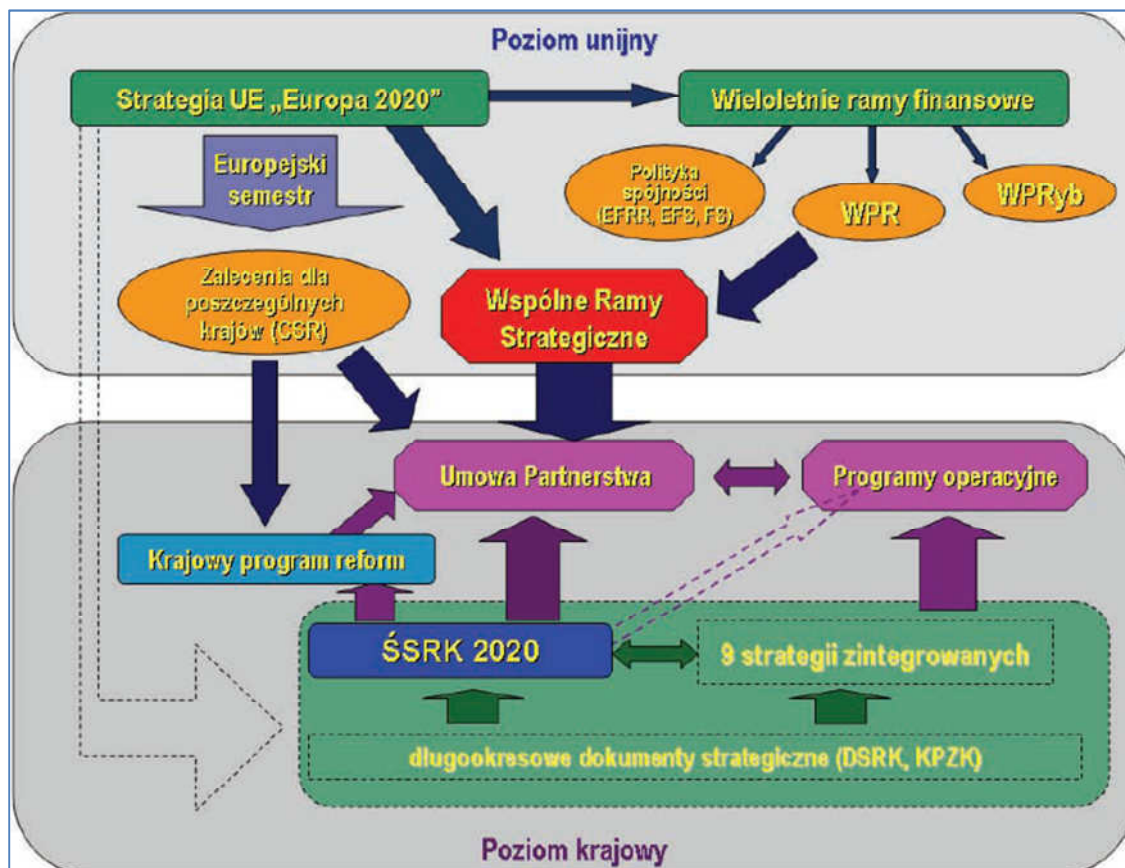 Poziom unijny
Strategia UE „Europa 2020”
Wieloletnie ramy finansowe
Europejski
semestr
Polityka
spójności
(EFRR, EFS, FS)
WPR
WPRyb
Zalecenia dla
poszczególnych
krajów (CSR)
Wspólne Ramy
Strategiczne
Umowa Partnerstwa
Programy operacyjne
Krajowy program reform
ŚSRK 2020
9 strategii zintegrowanych
długookresowe dokumenty strategiczne (DSRK, KPZK)
Poziom krajowy